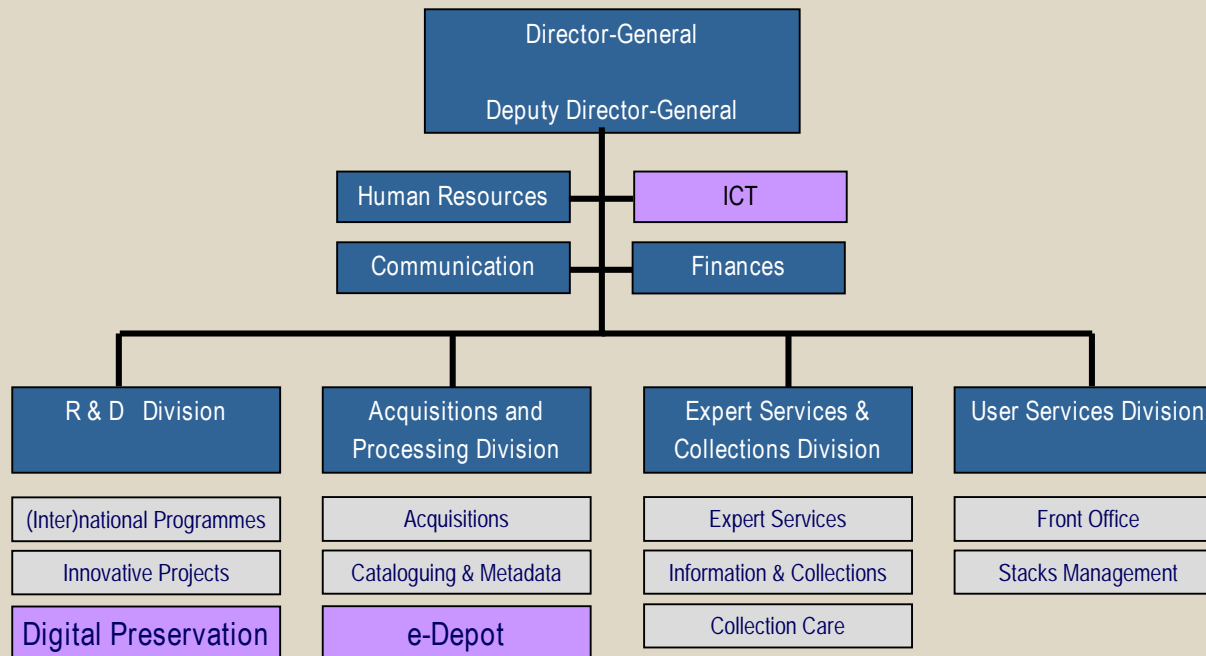 Director-General
Deputy Director-General
Human Resources
ICT
Communication
Finances
R & D Division
Acquisitions and
Processing Division
Expert Services &
Collections Division
User Services Division
(Inter)national Programmes
Acquisitions
Expert Services
Front Office
Innovative Projects
Cataloguing & Metadata
Information & Collections
Stacks Management
Digital Preservation
e-Depot
Collection Care